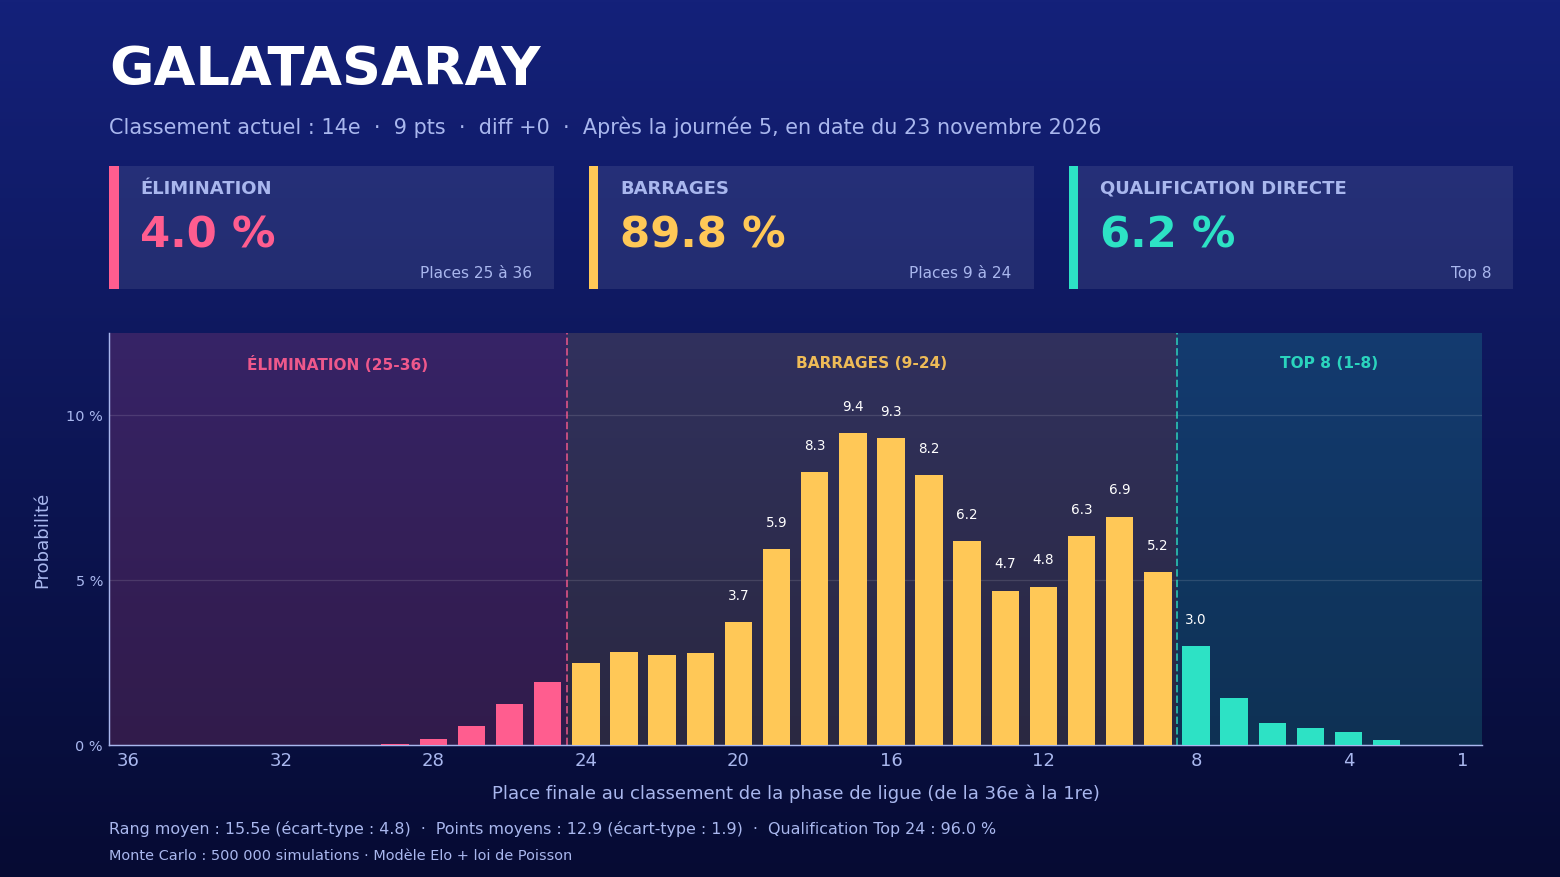 GALATASARAY
Classement actuel : 14e · 9 pts · diff +0 · Après la journée 5, en date du 23 novembre 2026
ÉLIMINATION
4.0 %
Places 25 à 36
BARRAGES
89.8 %
Places 9 à 24
QUALIFICATION DIRECTE
6.2 %
Top 8
ÉLIMINATION (25-36)
BARRAGES (9-24)
TOP 8 (1-8)
Probabilité
10 %
5 %
0 %
3.7
5.9
8.3
9.4
9.3
8.2
6.2
4.7
4.8
6.3
6.9
5.2
3.0
36
32
28
24
20
16
12
8
4
1
Place finale au classement de la phase de ligue (de la 36e à la 1re)
Rang moyen : 15.5e (écart-type : 4.8) · Points moyens : 12.9 (écart-type : 1.9) · Qualification Top 24 : 96.0 %
Monte Carlo : 500 000 simulations · Modèle Elo + loi de Poisson